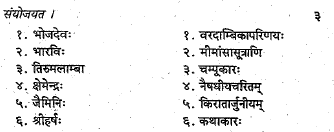 संयोजयत । ३
१. भोजदेवः १. वरदाम्बिकापरिणयः
२. भारविः २. मीमांसासूत्राणि
३. तिरुमलाम्बा ३. चम्पूकारः
४. क्षेमेन्द्रः ४. नैषधीयचरितम्
५. जैमिनिः ५. किरातार्जुनीयम्
६. श्रीहर्षः ६. कथाकारः